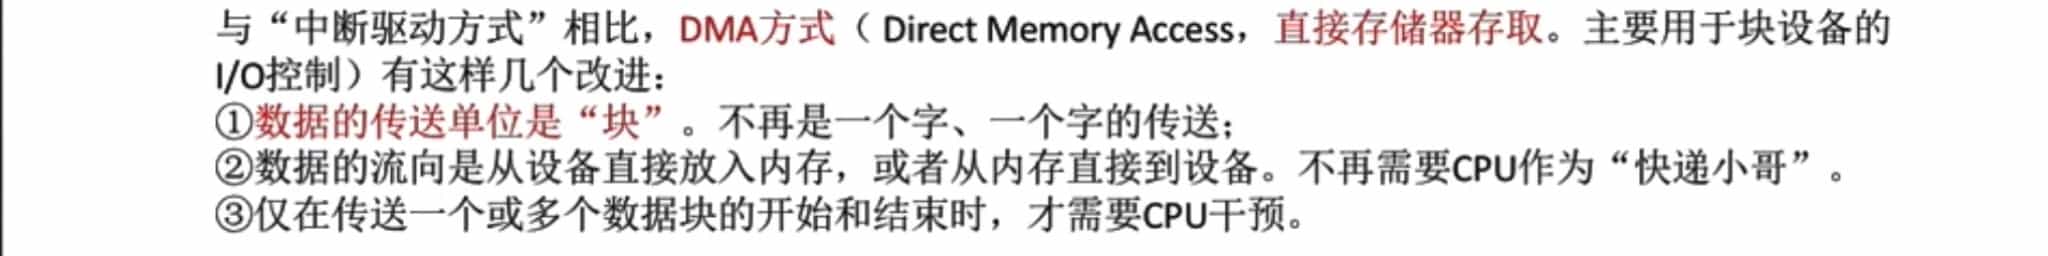 与“中断驱动方式”相比，DMA方式（ Direct Memory Access，直接存储器存取。主要用于块设备的
I/O控制）有这样几个改进：
①数据的传送单位是“块”。不再是一个字、一个字的传送；
②数据的流向是从设备直接放入内存，或者从内存直接到设备。不再需要CPU作为“快递小哥”。
③仅在传送一个或多个数据块的开始和结束时，才需要CPU干预。